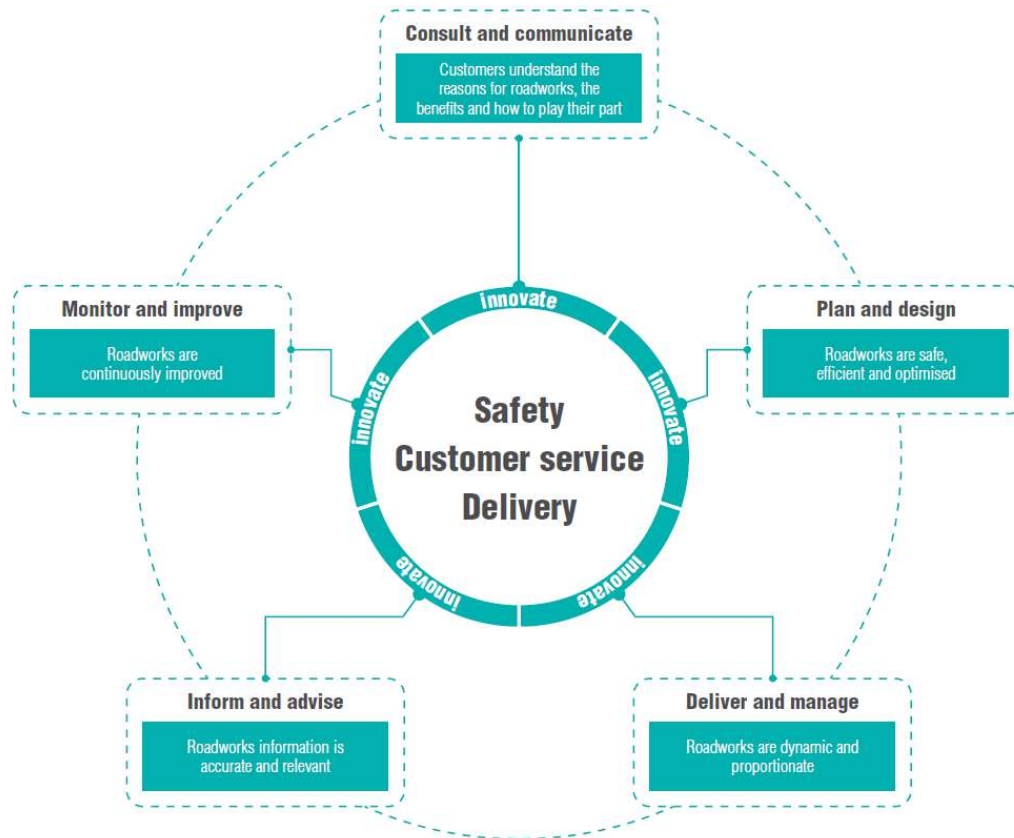 Consult and communicate
Customers understand the
reasons for roadworks, the
benefits and how to play their part
Monitor and improve
Roadworks are
continuously improved
Plan and design
Roadworks are safe,
efficient and optimised
innovate
innovate
innovate
innovate
innovate
Safety
Customer service
Delivery
Inform and advise
Roadworks information is
accurate and relevant
Deliver and manage
Roadworks are dynamic and
proportionate